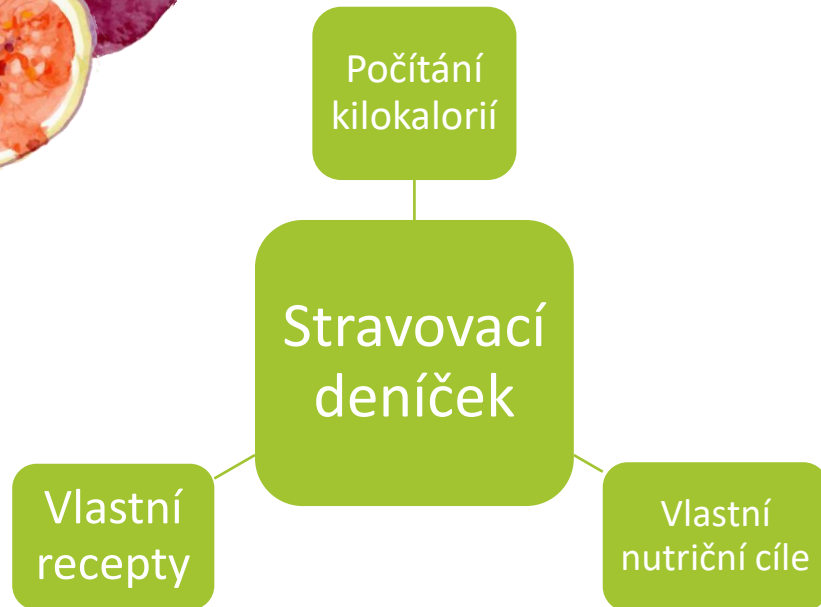 Počítání
kilokalorií
Stravovací
deníček
Vlastní
recepty
Vlastní
nutriční cíle